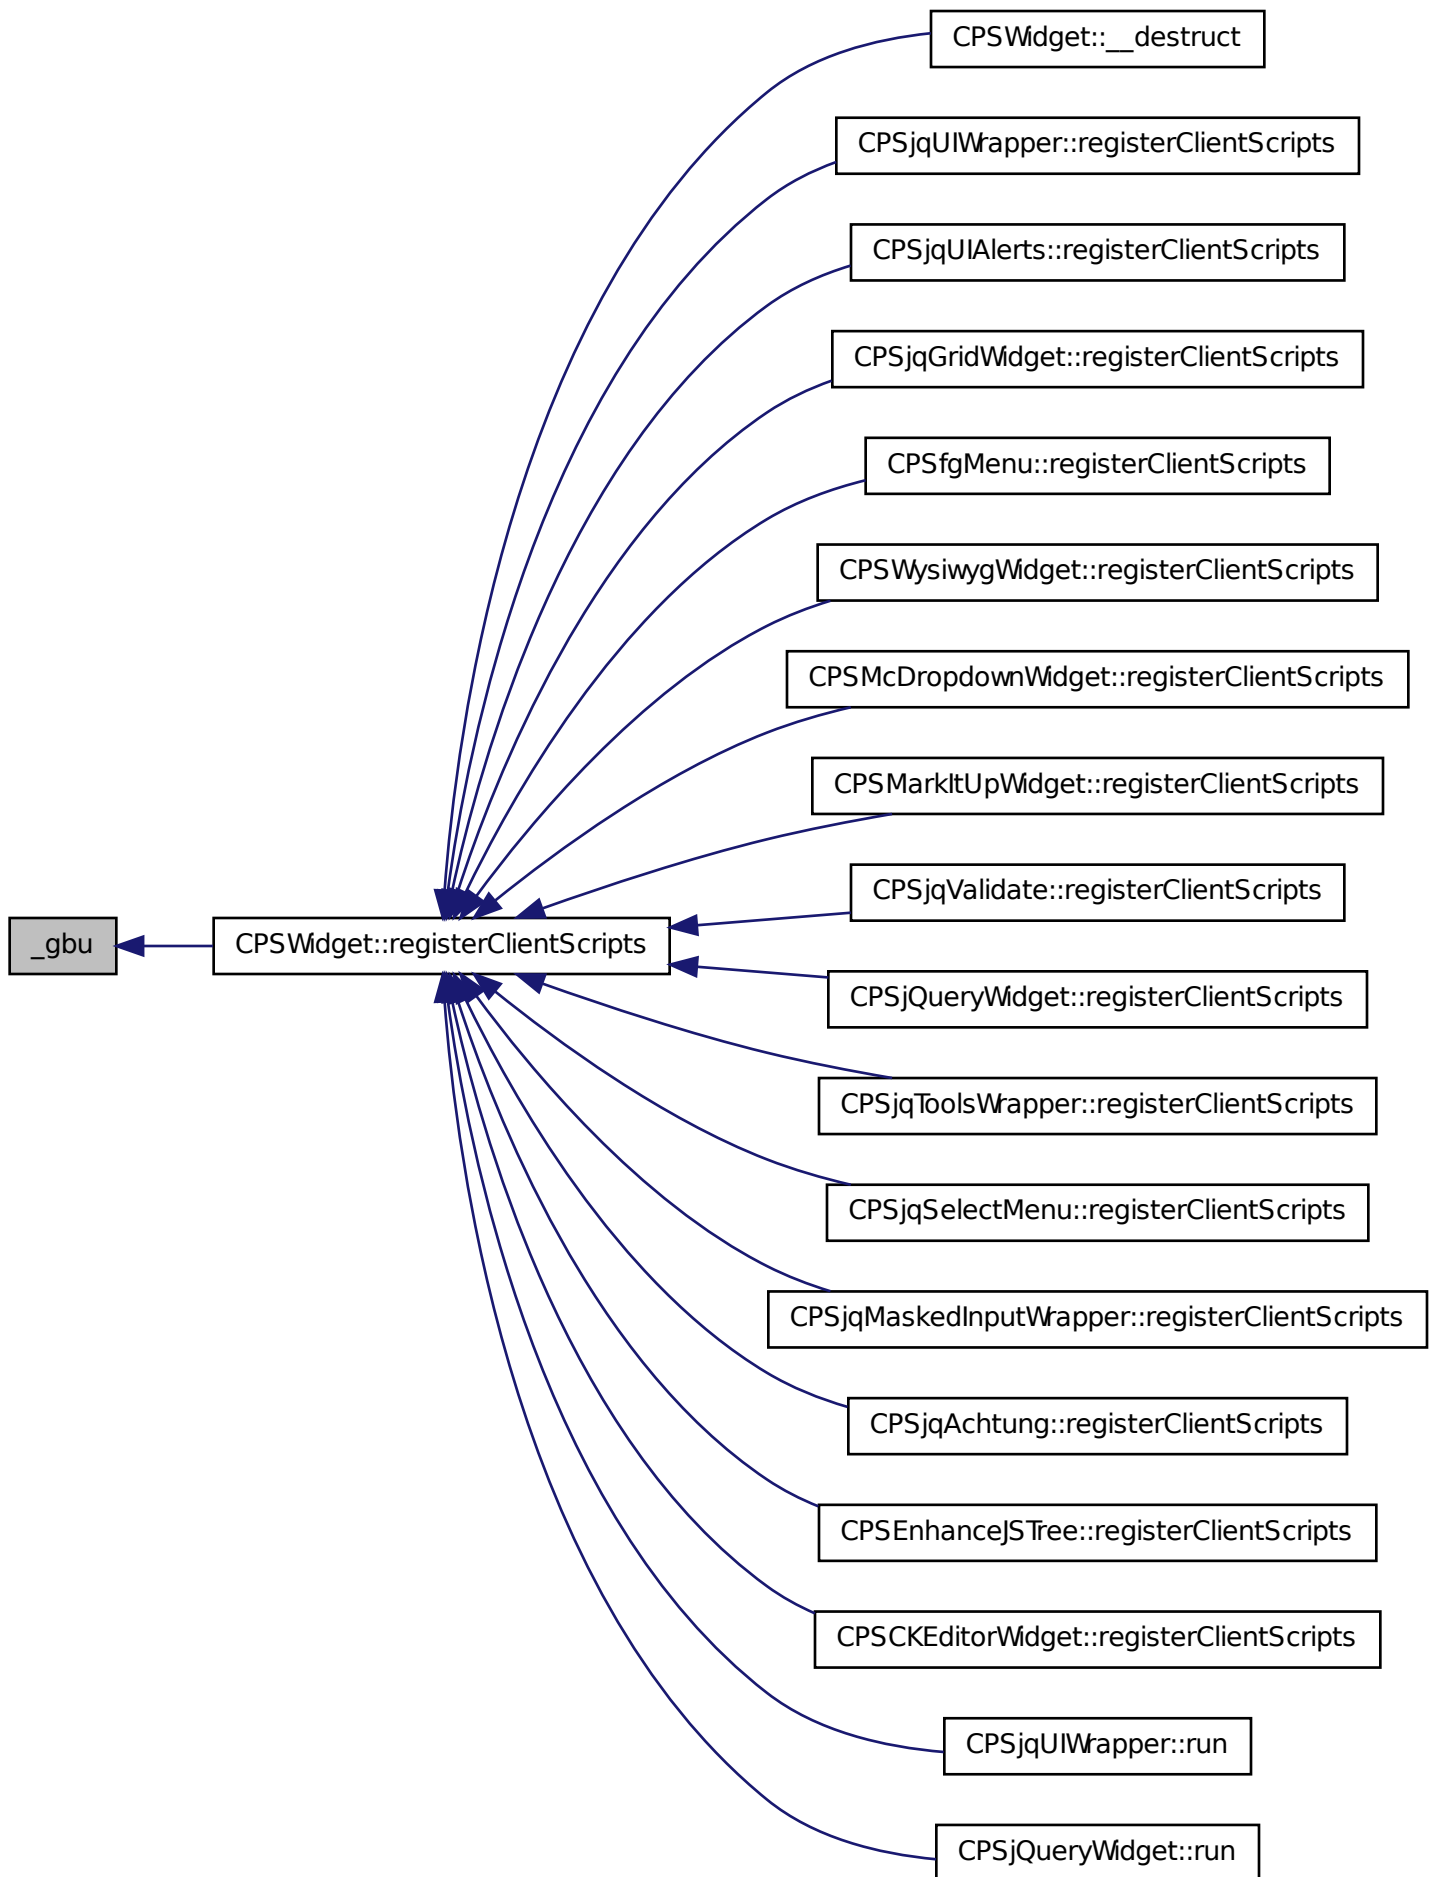 CPSWidget::__destruct
CPSjqUIWrapper::registerClientScripts
CPSjqUIAlerts::registerClientScripts
CPSjqGridWidget::registerClientScripts
CPSfgMenu::registerClientScripts
CPSWysiwygWidget::registerClientScripts
CPSMcDropdownWidget::registerClientScripts
CPSMarkItUpWidget::registerClientScripts
CPSjqValidate::registerClientScripts
_gbu
CPSWidget::registerClientScripts
CPSjQueryWidget::registerClientScripts
CPSjqToolsWrapper::registerClientScripts
CPSjqSelectMenu::registerClientScripts
CPSjqMaskedInputWrapper::registerClientScripts
CPSjqAchtung::registerClientScripts
CPSEnhanceJSTree::registerClientScripts
CPSCKEditorWidget::registerClientScripts
CPSjqUIWrapper::run
CPSjQueryWidget::run